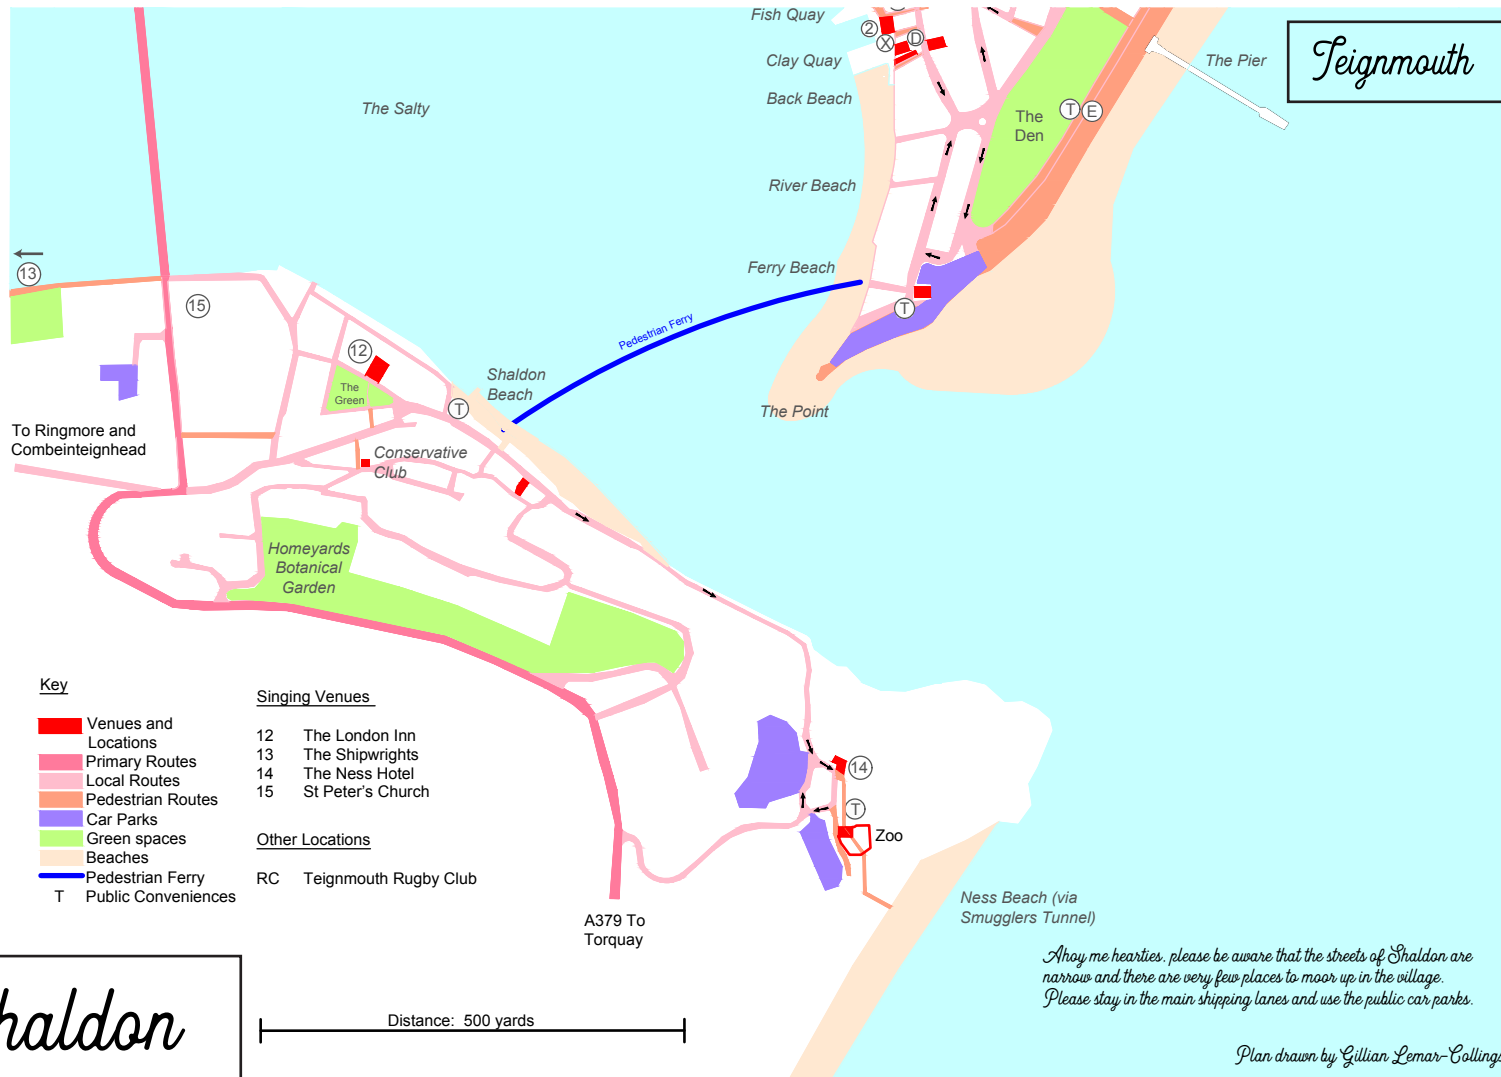 Fish Quay
2
X
D
Clay Quay
Back Beach
The Salty
The Pier
Teignmouth
The
Den
T
E
River Beach
Ferry Beach
13
15
T
Pedestrian Ferry
12
The
Green
Shaldon
Beach
T
The Point
To Ringmore and
Combeinteignhead
Conservative
Club
Homeyards
Botanical
Garden
Key
Venues and
Locations
Primary Routes
Local Routes
Pedestrian Routes
Car Parks
Green spaces
Beaches
Pedestrian Ferry
T Public Conveniences
Singing Venues
12 The London Inn
13 The Shipwrights
14 The Ness Hotel
15 St Peter's Church
Other Locations
RC Teignmouth Rugby Club
14
T
Zoo
A379 To
Torquay
Ness Beach (via
Smugglers Tunnel)
Ahoy me hearties, please be aware that the streets of Shaldon are
narrow and there are very few places to moor up in the village.
Please stay in the main shipping lanes and use the public car parks.
haldon
Distance: 500 yards
Plan drawn by Gillian Lemar-Collings